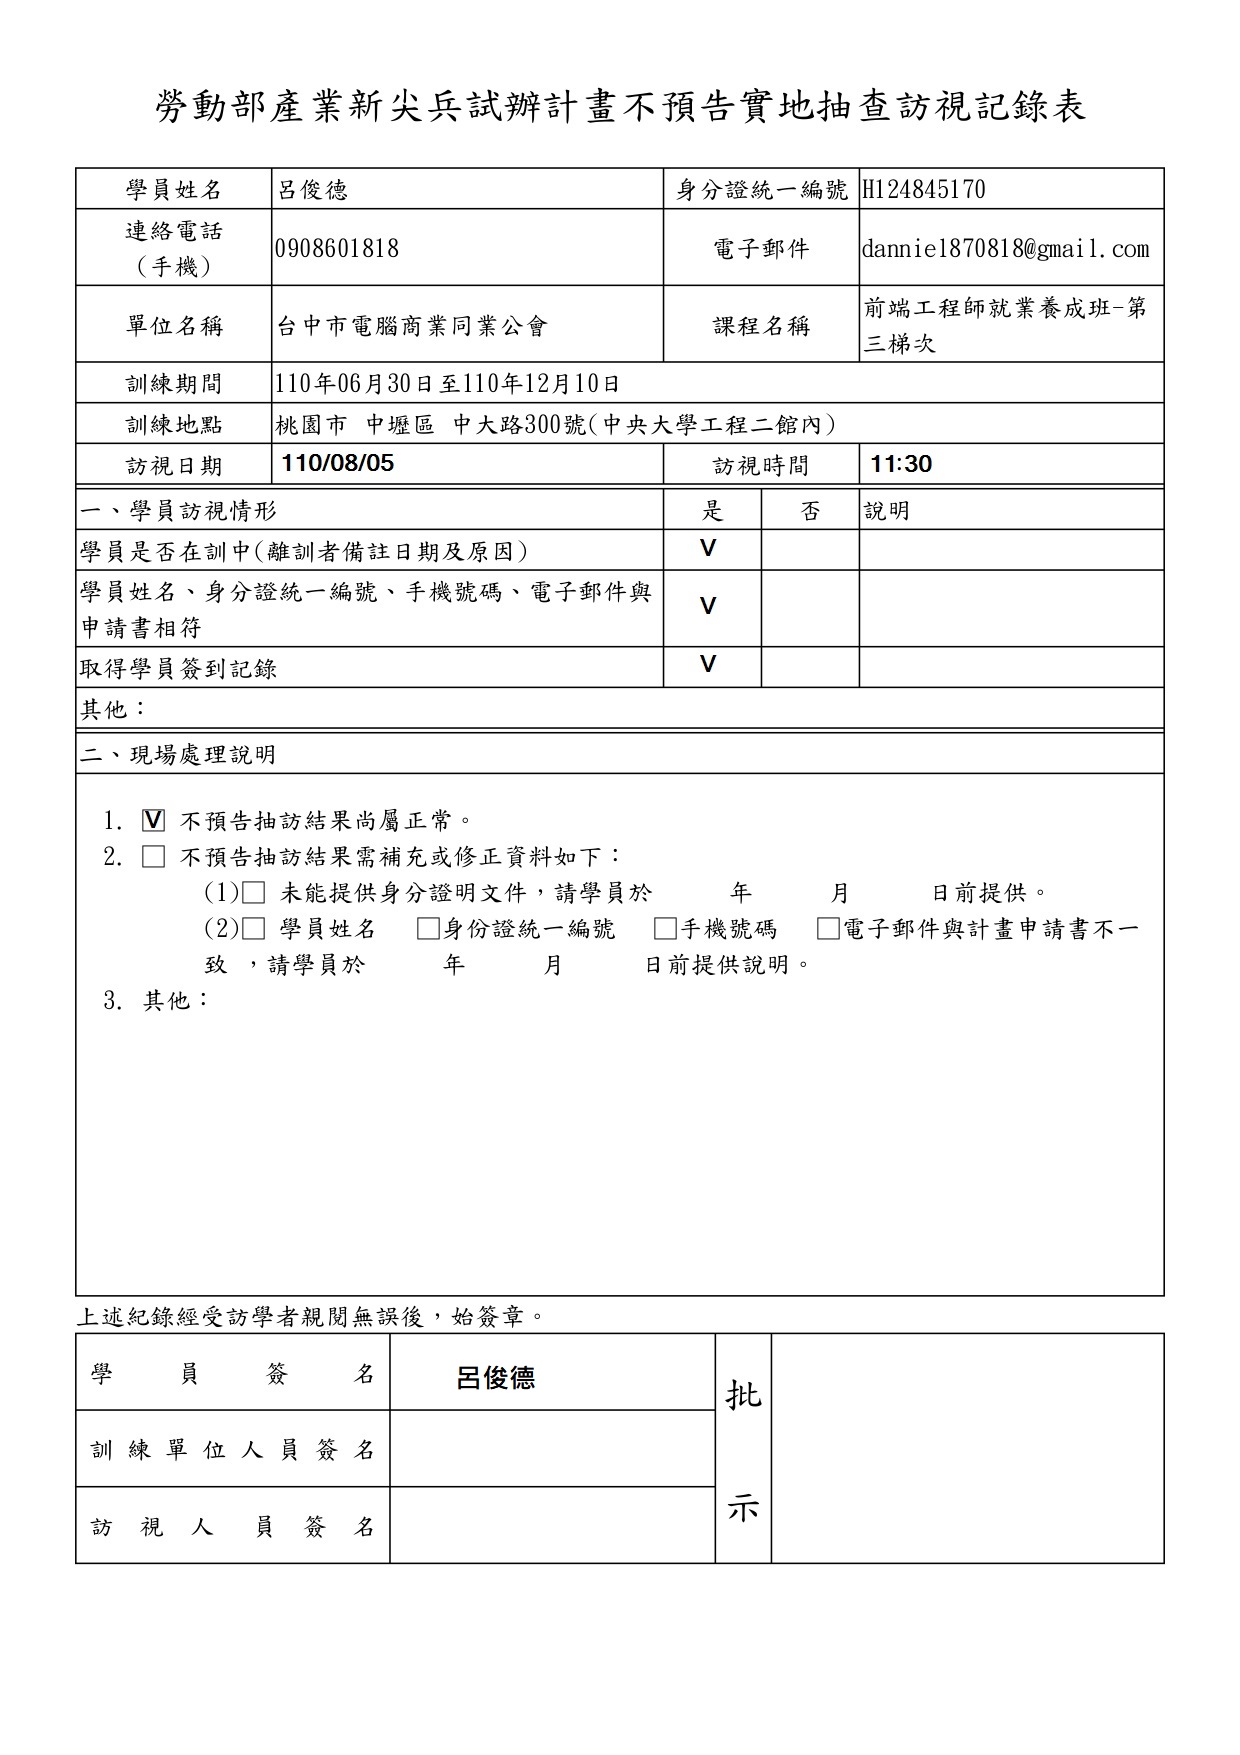 勞動部產業新尖兵試辦計畫不預告實地抽查訪視記錄表
學員姓名 呂俊德 身分證統一編號 H124845170
連絡電話
（手機） 0908601818 電子郵件 danniel870818@gmail.com
單位名稱 台中市電腦商業同業公會 課程名稱 前端工程師就業養成班-第
三梯次
訓練期間 110年06月30日至110年12月10日
訓練地點 桃園市 中壢區 中大路300號(中央大學工程二館內)
訪視日期 110/08/05 訪視時間 11:30
一、學員訪視情形 是 否 說明
學員是否在訓中(離訓者備註日期及原因) V
學員姓名、身分證統一編號、手機號碼、電子郵件與
申請書相符 V
取得學員簽到記錄 V
其他：
二、現場處理說明
1. ☑ 不預告抽訪結果尚屬正常。
2. □ 不預告抽訪結果需補充或修正資料如下：
(1)□ 未能提供身分證明文件，請學員於 年 月 日前提供。
(2)□ 學員姓名 □身份證統一編號 □手機號碼 □電子郵件與計畫申請書不一
致 ，請學員於 年 月 日前提供說明。
3. 其他：
上述紀錄經受訪學者親閱無誤後，始簽章。
學員簽名 呂俊德
訓練單位人員簽名
訪視人員簽名
批示